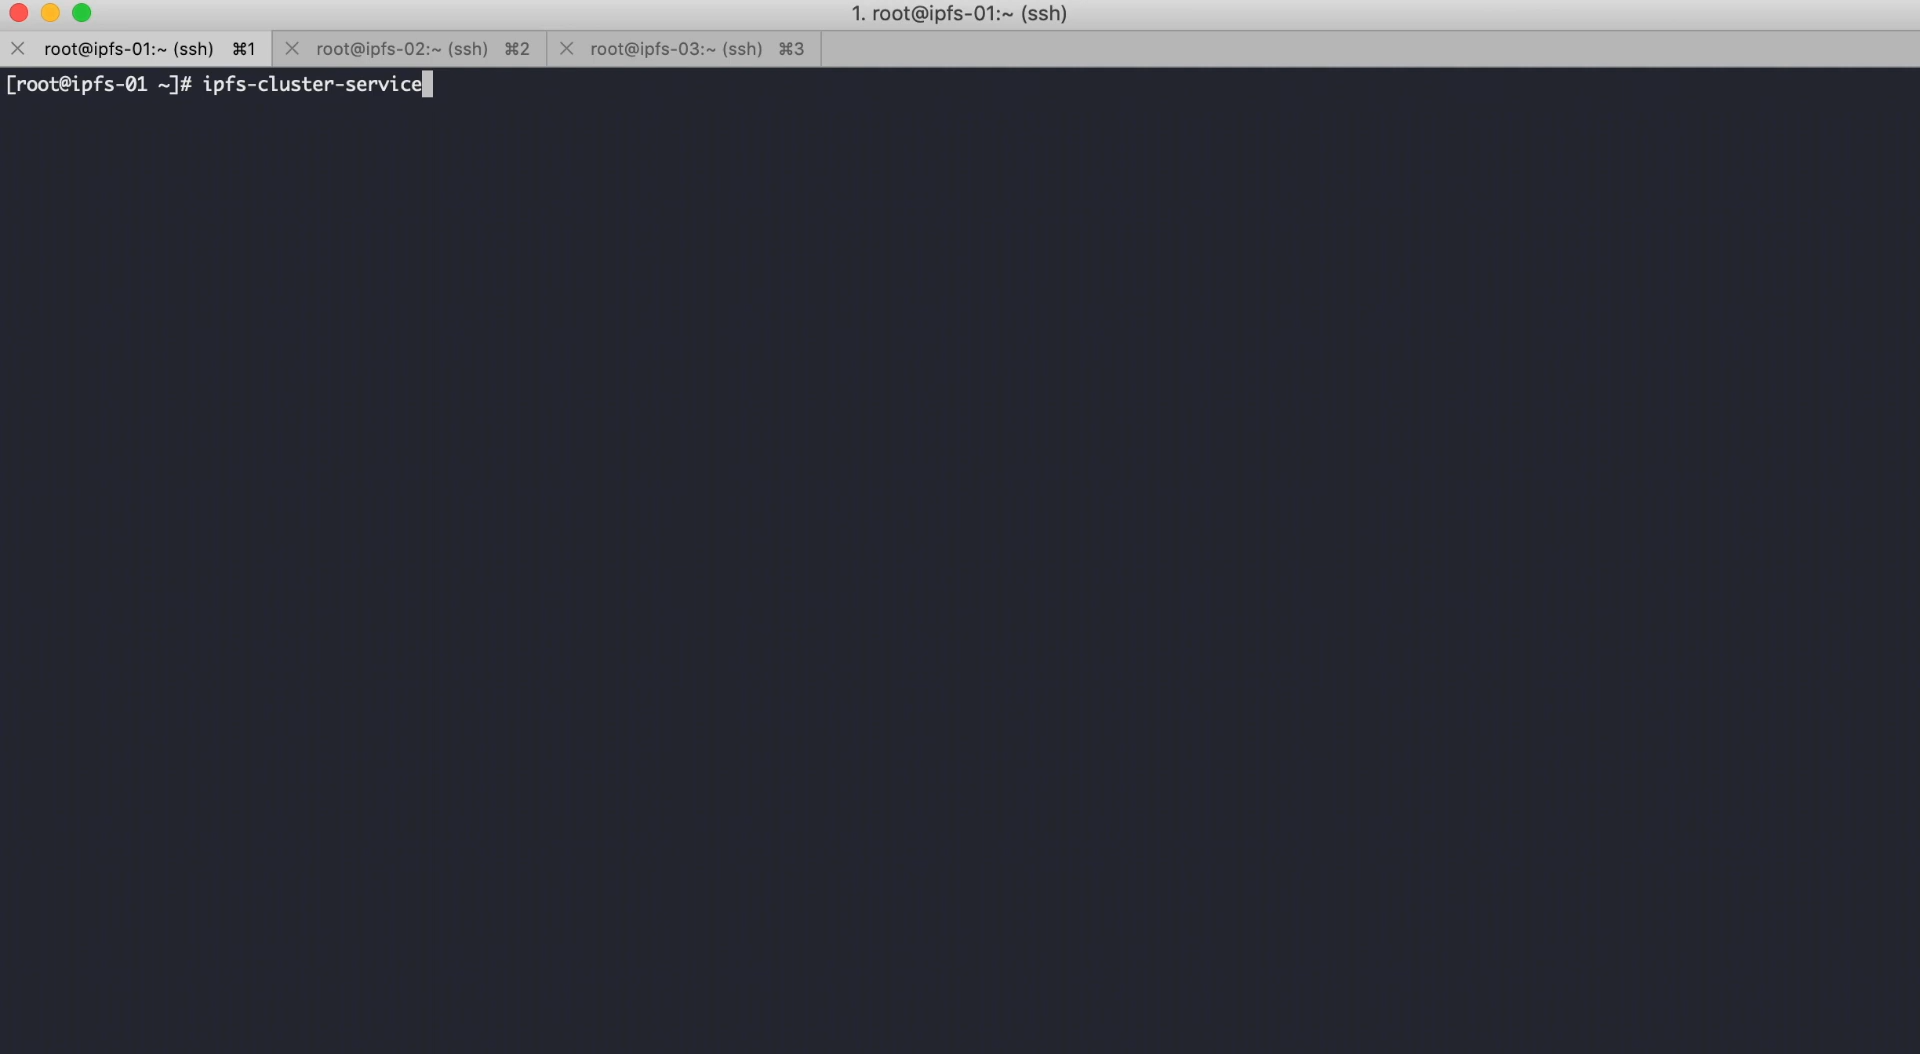 1. root@ipfs-01:~ (ssh)
root@ipfs-01:~ (ssh) ⌘1 root@ipfs-02:~ (ssh) ⌘2 root@ipfs-03:~ (ssh) ⌘3
[root@ipfs-01 ~]# ipfs-cluster-service